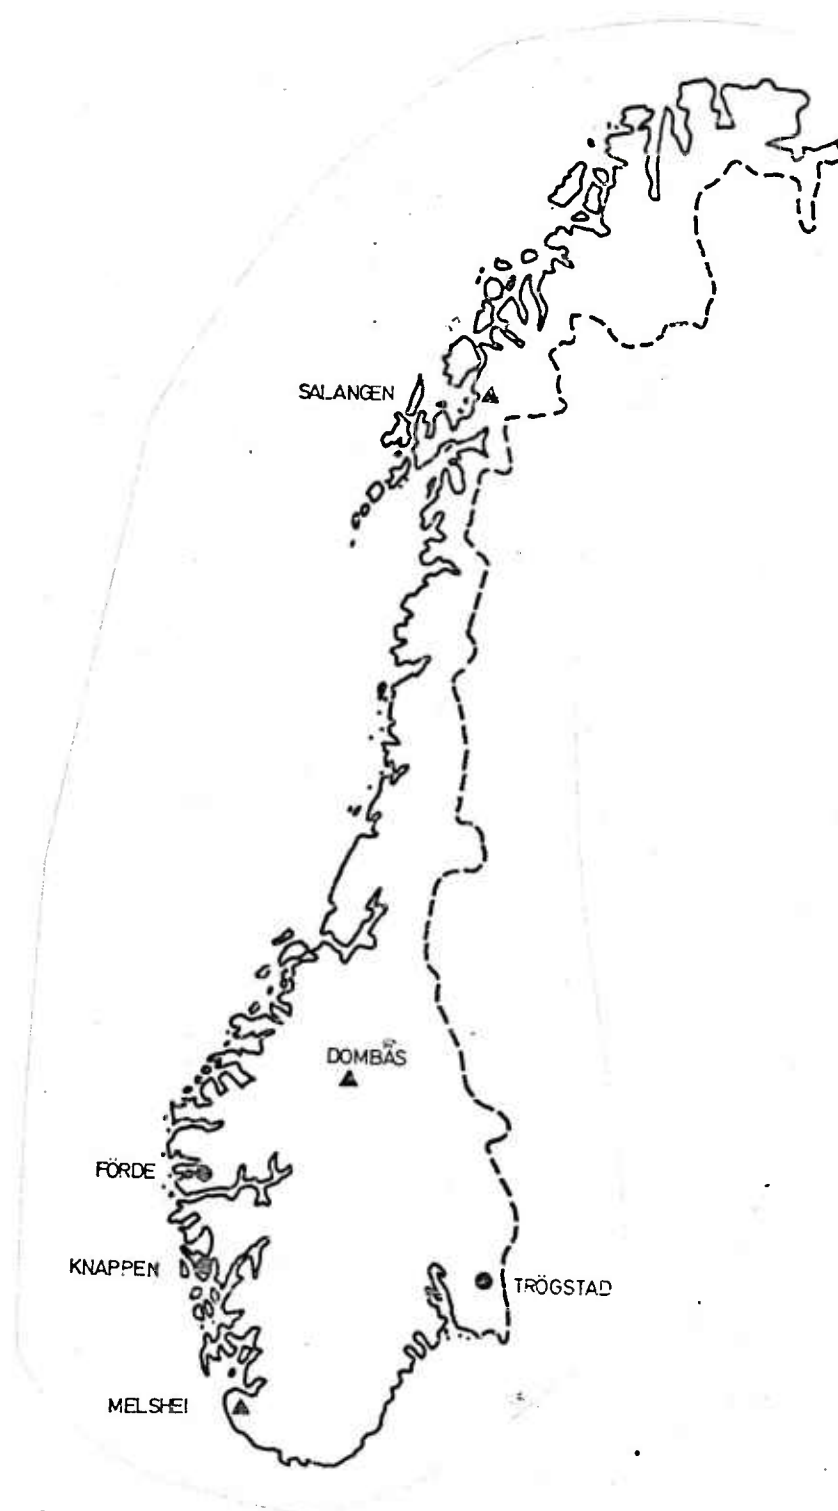 SALANGEN
DOMBÅS
FÖRDE
KNAPPEN
TRÖGSTAD
MELSHEI